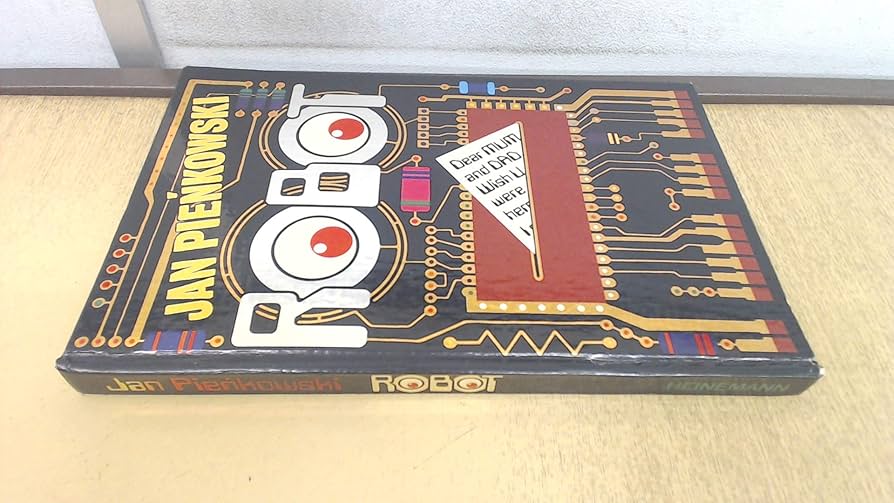 JAN PIEŃKOWSKI
ROBOT
Dear MUM
and DAD
Wish U
were
here
Jan Pieńkowski ROBOT HEINEMANN